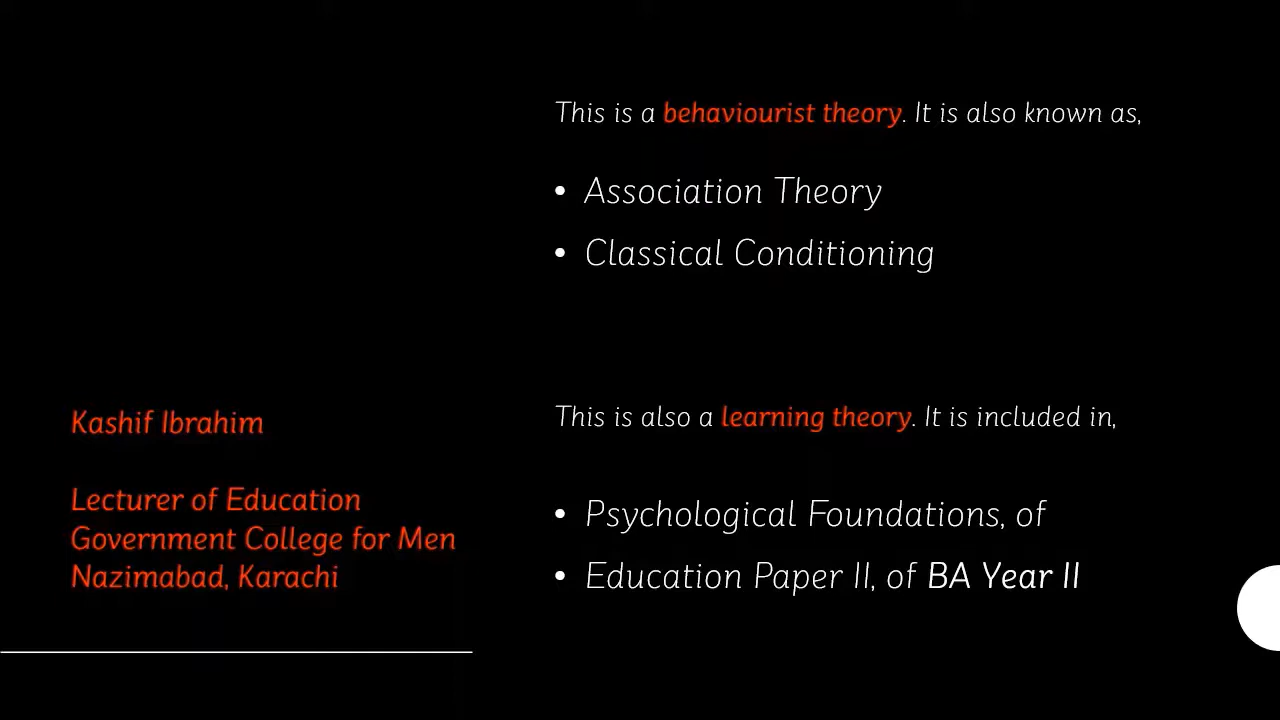 Kashif Ibrahim
Lecturer of Education
Government College for Men
Nazimabad, Karachi
This is a behaviourist theory. It is also known as,
• Association Theory
• Classical Conditioning
This is also a learning theory. It is included in,
• Psychological Foundations, of
• Education Paper II, of BA Year II